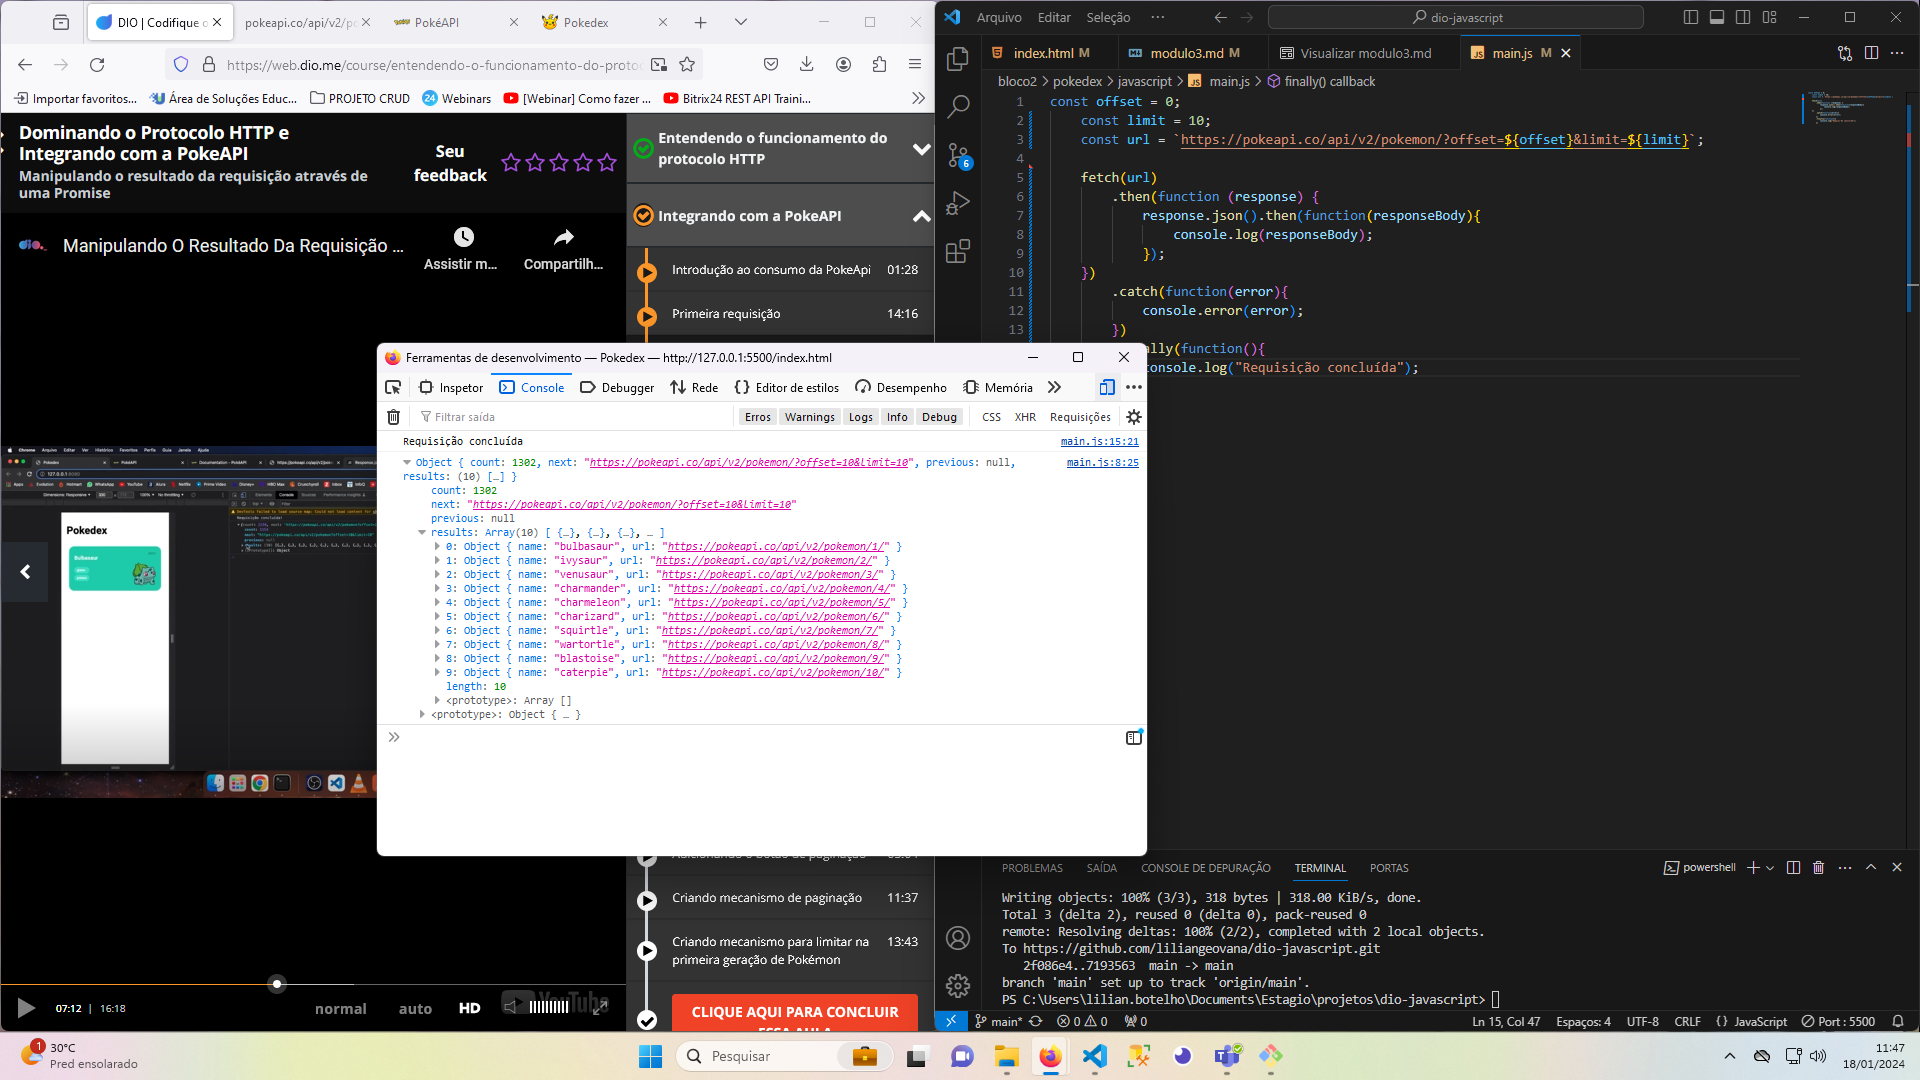 DIO | Codifique o
pokeapi.co/api/v2/po
PokéAPI
Pokedex
https://web.dio.me/course/entendendo-o-funcionamento-do-proto
Importar favoritos...
Área de Soluções Educ...
PROJETO CRUD
Webinars
[Webinar] Como fazer ...
Bitrix24 REST API Traini...
Dominando o Protocolo HTTP e
Integrando com a PokeAPI
Manipulando o resultado da requisição através de
uma Promise
Seu
feedback
Manipulando O Resultado Da Requisição ...
Assistir m...
Compartilh...
Entendendo o funcionamento do
protocolo HTTP
Integrando com a PokeAPI
Introdução ao consumo da PokeApi 01:28
Primeira requisição 14:16
Pokedex
Bulbasaur
Criando mecanismo de paginação 11:37
Criando mecanismo para limitar na 13:43
primeira geração de Pokémon
CLIQUE AQUI PARA CONCLUIR
ESSA AULA
07:12 | 16:18
normal
auto
HD
YouTube
Ferramentas de desenvolvimento — Pokedex — http://127.0.0.1:5500/index.html
Inspetor
Console
Debugger
Rede
Editor de estilos
Desempenho
Memória
Filtrar saída
Erros
Warnings
Logs
Info
Debug
CSS
XHR
Requisições
Requisição concluída main.js:15:21
Object { count: 1302, next: "https://pokeapi.co/api/v2/pokemon/?offset=10&limit=10", previous: null, main.js:8:25
results: (10) […] }
count: 1302
next: "https://pokeapi.co/api/v2/pokemon/?offset=10&limit=10"
previous: null
results: Array(10) [ {…}, {…}, {…}, … ]
0: Object { name: "bulbasaur", url: "https://pokeapi.co/api/v2/pokemon/1/" }
1: Object { name: "ivysaur", url: "https://pokeapi.co/api/v2/pokemon/2/" }
2: Object { name: "venusaur", url: "https://pokeapi.co/api/v2/pokemon/3/" }
3: Object { name: "charmander", url: "https://pokeapi.co/api/v2/pokemon/4/" }
4: Object { name: "charmeleon", url: "https://pokeapi.co/api/v2/pokemon/5/" }
5: Object { name: "charizard", url: "https://pokeapi.co/api/v2/pokemon/6/" }
6: Object { name: "squirtle", url: "https://pokeapi.co/api/v2/pokemon/7/" }
7: Object { name: "wartortle", url: "https://pokeapi.co/api/v2/pokemon/8/" }
8: Object { name: "blastoise", url: "https://pokeapi.co/api/v2/pokemon/9/" }
9: Object { name: "caterpie", url: "https://pokeapi.co/api/v2/pokemon/10/" }
length: 10
<prototype>: Array []
<prototype>: Object { … }
Arquivo
Editar
Seleção
dio-javascript
index.html M
modulo3.md M
Visualizar modulo3.md
main.js M
bloco2 > pokedex > javascript > main.js > finally() callback
1 const offset = 0;
2 const limit = 10;
3 const url = `https://pokeapi.co/api/v2/pokemon/?offset=${offset}&limit=${limit}`;
4
5 fetch(url)
6 .then(function (response) {
7 response.json().then(function(responseBody){
8 console.log(responseBody);
9 });
10 })
11 .catch(function(error){
12 console.error(error);
13 })
ally(function(){
console.log("Requisição concluída");
6
PROBLEMAS
SAÍDA
CONSOLE DE DEPURAÇÃO
TERMINAL
PORTAS
powershell
Writing objects: 100% (3/3), 318 bytes | 318.00 KiB/s, done.
Total 3 (delta 2), reused 0 (delta 0), pack-reused 0
remote: Resolving deltas: 100% (2/2), completed with 2 local objects.
To https://github.com/liliangeovana/dio-javascript.git
2f086e4..7193563 main -> main
branch 'main' set up to track 'origin/main'.
PS C:\Users\lilian.botelho\Documents\Estagio\projetos\dio-javascript>
main*
0 0
0
Ln 15, Col 47
Espaços: 4
UTF-8
CRLF
{} JavaScript
Port : 5500
1
30°C
Pred ensolarado
Pesquisar
11:47
18/01/2024